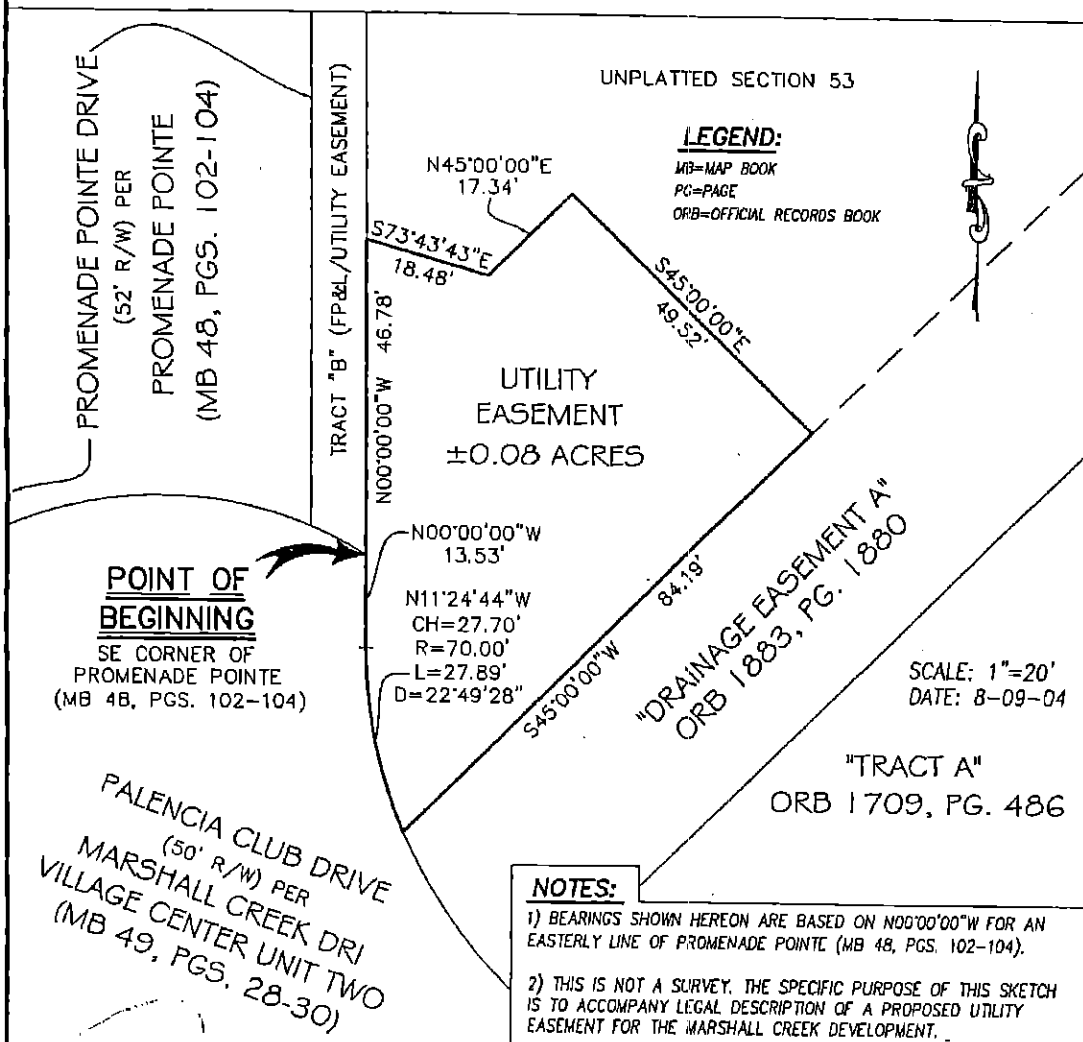 PROMENADE POINTE DRIVE
(52' R/W) PER
PROMENADE POINTE
(MB 48, PGS. 102-104)
TRACT "B" (FP&L/UTILITY EASEMENT)
UNPLATTED SECTION 53
LEGEND:
MB=MAP BOOK
PG=PAGE
ORB=OFFICIAL RECORDS BOOK
N45°00'00"E
17.34'
S73°43'43"E
18.48'
S45°00'00"E
49.52'
N00°00'00"W 46.78'
UTILITY
EASEMENT
±0.08 ACRES
N00°00'00"W
13.53'
N11°24'44"W
CH=27.70'
R=70.00'
L=27.89'
D=22°49'28"
POINT OF
BEGINNING
SE CORNER OF
PROMENADE POINTE
(MB 48, PGS. 102-104)
84.19'
S45°00'00"W
"DRAINAGE EASEMENT A"
ORB 1883, PG. 1880
SCALE: 1"=20'
DATE: 8-09-04
"TRACT A"
ORB 1709, PG. 486
PALENCIA CLUB DRIVE
(50' R/W) PER
MARSHALL CREEK DRI
VILLAGE CENTER UNIT TWO
(MB 49, PGS. 28-30)
NOTES:
1) BEARINGS SHOWN HEREON ARE BASED ON N00°00'00"W FOR AN
EASTERLY LINE OF PROMENADE POINTE (MB 48, PGS. 102-104).
2) THIS IS NOT A SURVEY. THE SPECIFIC PURPOSE OF THIS SKETCH
IS TO ACCOMPANY LEGAL DESCRIPTION OF A PROPOSED UTILITY
EASEMENT FOR THE MARSHALL CREEK DEVELOPMENT.